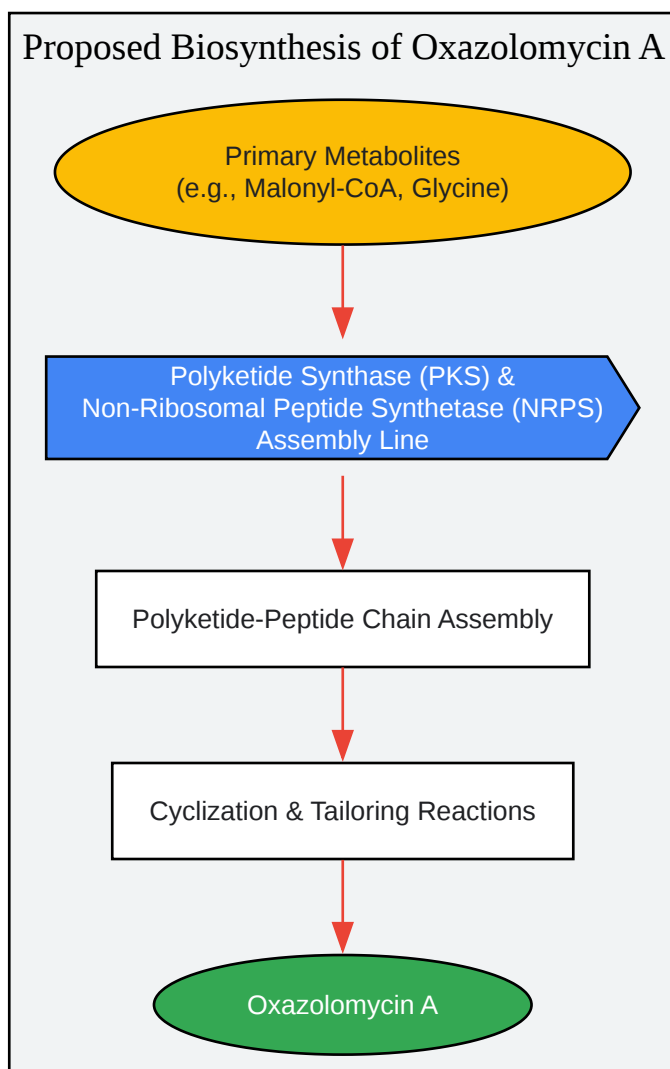 Proposed Biosynthesis of Oxazolomycin A
Primary Metabolites
(e.g., Malonyl-CoA, Glycine)
Polyketide Synthase (PKS) &
Non-Ribosomal Peptide Synthetase (NRPS)
Assembly Line
Polyketide-Peptide Chain Assembly
Cyclization & Tailoring Reactions
Oxazolomycin A